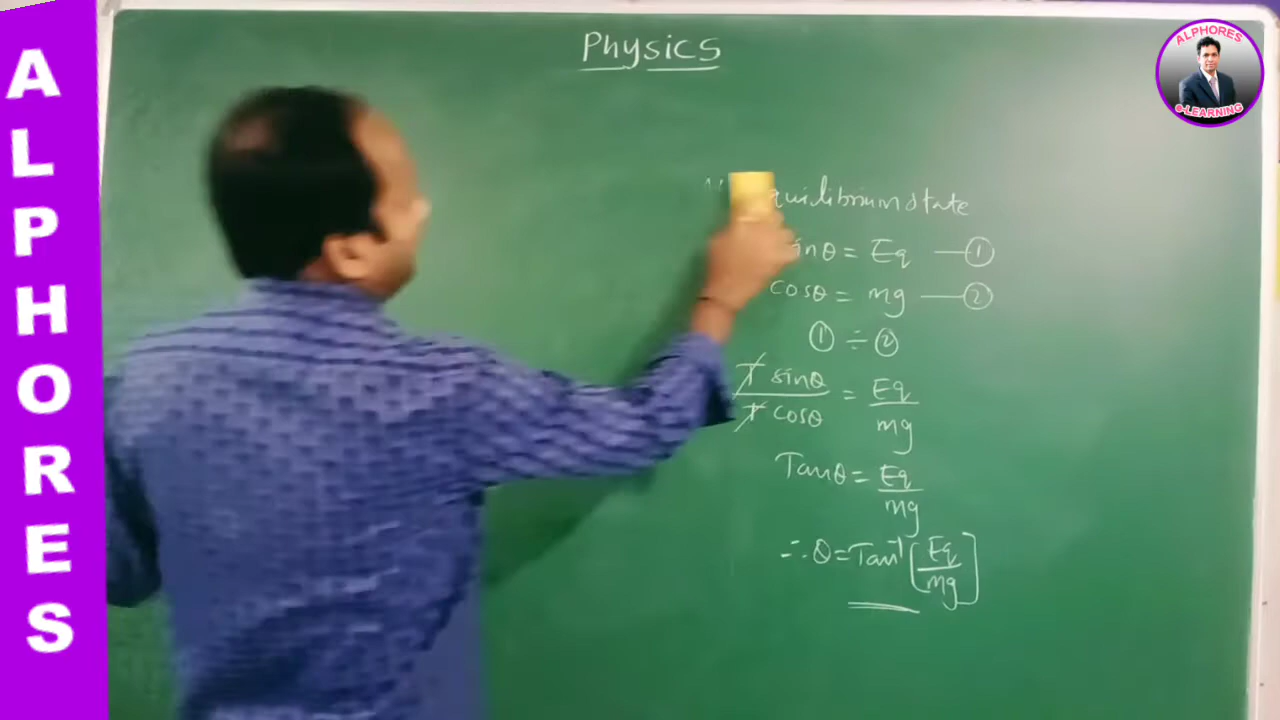 ALPHORES
Physics
ALPHORES
e-LEARNING
quilibrium state
inθ = Eq —①
cosθ = mg —②
① ÷ ②
T sinθ / T cosθ = Eq / mg
Tanθ = Eq / mg
∴ θ = Tan⁻¹ [Eq / mg]